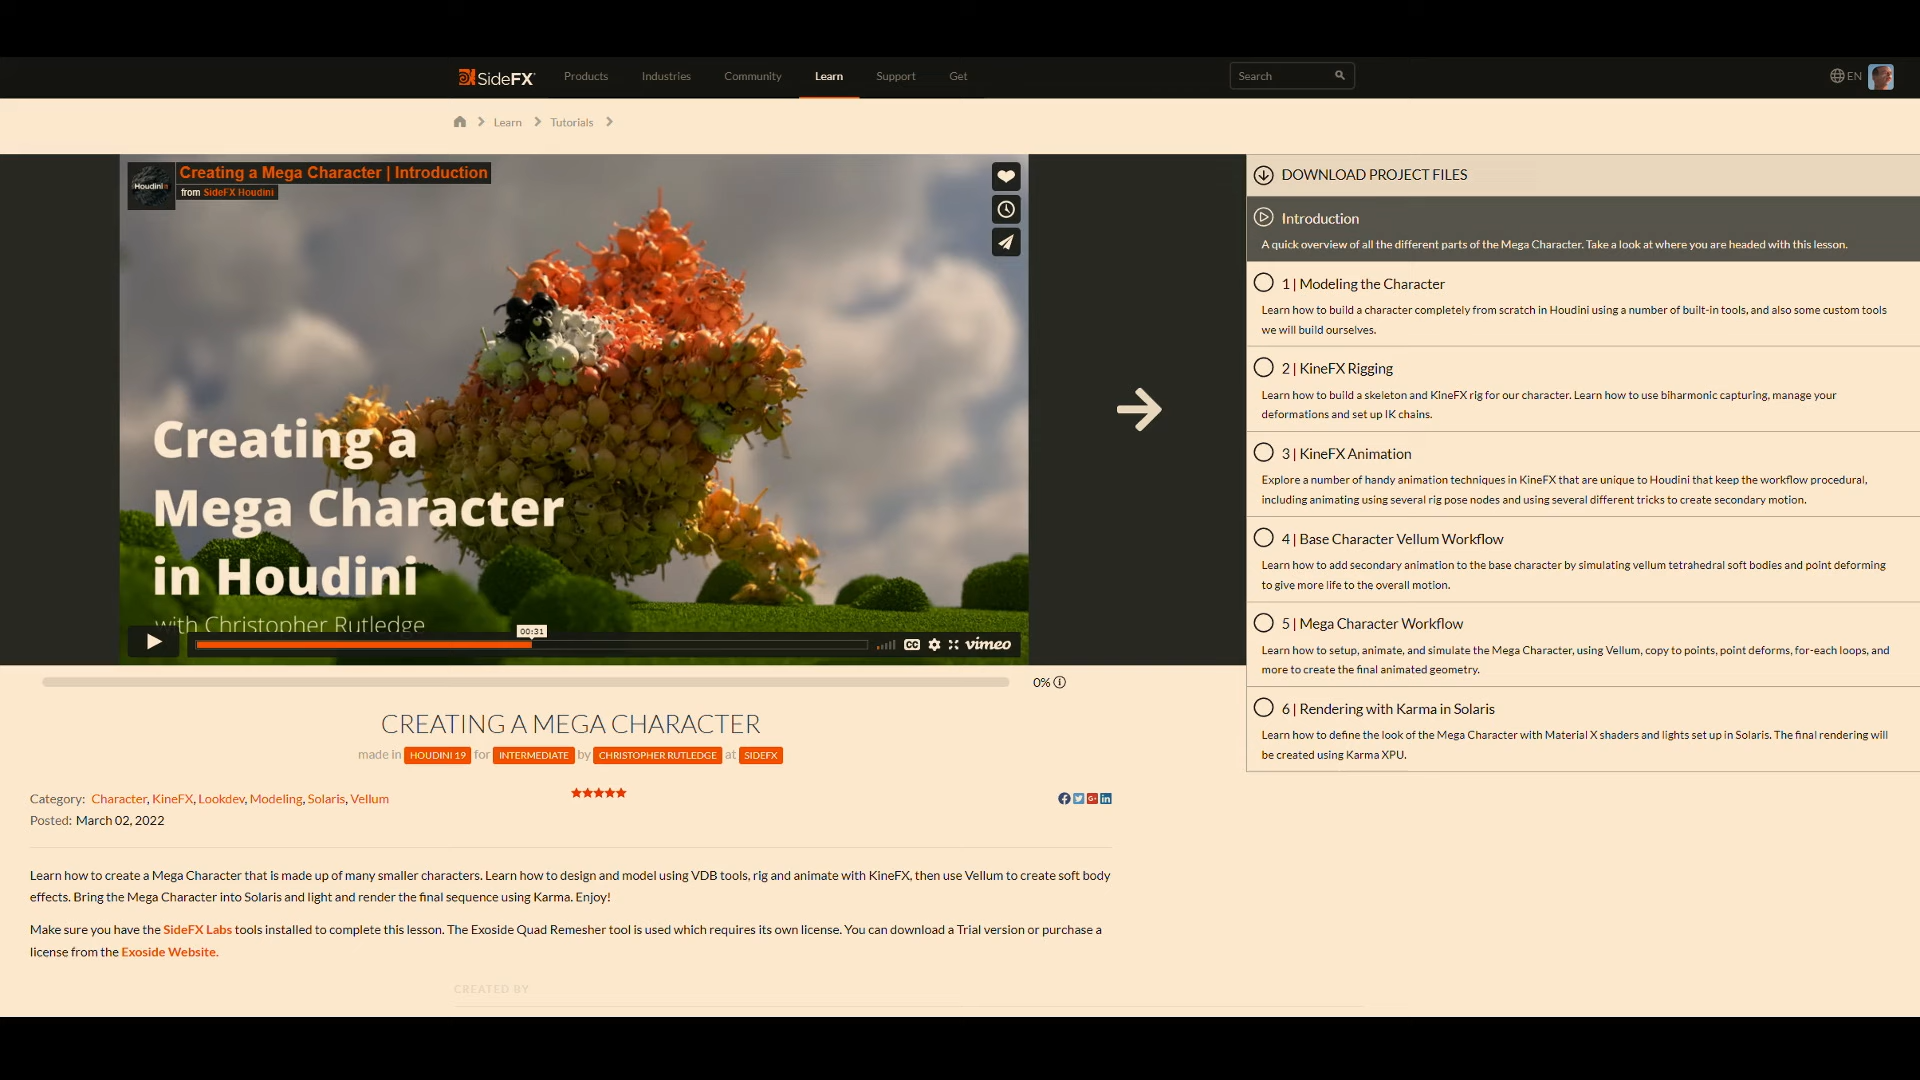 SideFX Products Industries Community Learn Support Get Search EN
Learn Tutorials
Creating a Mega Character | Introduction
from SideFX Houdini
Houdini
Creating a
Mega Character
in Houdini
with Christopher Rutledge
00:31
CC vimeo
0%
DOWNLOAD PROJECT FILES
Introduction
A quick overview of all the different parts of the Mega Character. Take a look at where you are headed with this lesson.
1 | Modeling the Character
Learn how to build a character completely from scratch in Houdini using a number of built-in tools, and also some custom tools
we will build ourselves.
2 | KineFX Rigging
Learn how to build a skeleton and KineFX rig for our character. Learn how to use biharmonic capturing, manage your
deformations and set up IK chains.
3 | KineFX Animation
Explore a number of handy animation techniques in KineFX that are unique to Houdini that keep the workflow procedural,
including animating using several rig pose nodes and using several different tricks to create secondary motion.
4 | Base Character Vellum Workflow
Learn how to add secondary animation to the base character by simulating vellum tetrahedral soft bodies and point deforming
to give more life to the overall motion.
5 | Mega Character Workflow
Learn how to setup, animate, and simulate the Mega Character, using Vellum, copy to points, point deforms, for-each loops, and
more to create the final animated geometry.
6 | Rendering with Karma in Solaris
Learn how to define the look of the Mega Character with Material X shaders and lights set up in Solaris. The final rendering will
be created using Karma XPU.
CREATING A MEGA CHARACTER
made in HOUDINI 19 for INTERMEDIATE by CHRISTOPHER RUTLEDGE at SIDEFX
Category: Character, KineFX, Lookdev, Modeling, Solaris, Vellum
Posted: March 02, 2022
Learn how to create a Mega Character that is made up of many smaller characters. Learn how to design and model using VDB tools, rig and animate with KineFX, then use Vellum to create soft body
effects. Bring the Mega Character into Solaris and light and render the final sequence using Karma. Enjoy!
Make sure you have the SideFX Labs tools installed to complete this lesson. The Exoside Quad Remesher tool is used which requires its own license. You can download a Trial version or purchase a
license from the Exoside Website.
CREATED BY